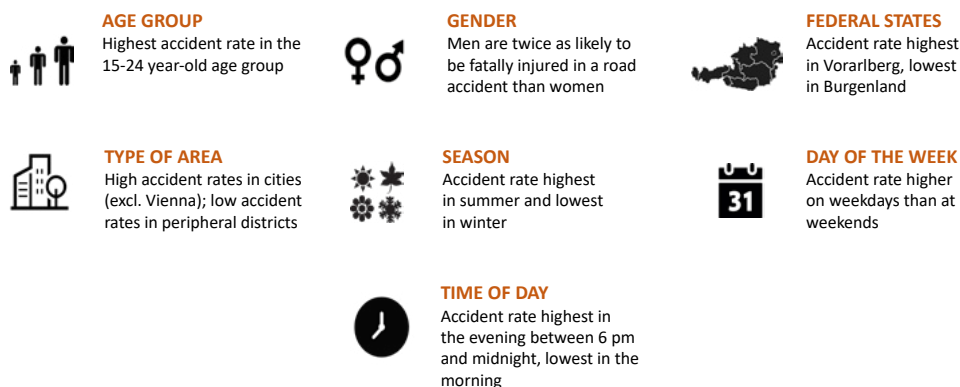 AGE GROUP
Highest accident rate in the
15-24 year-old age group
GENDER
Men are twice as likely to
be fatally injured in a road
accident than women
FEDERAL STATES
Accident rate highest
in Vorarlberg, lowest
in Burgenland
TYPE OF AREA
High accident rates in cities
(excl. Vienna); low accident
rates in peripheral districts
SEASON
Accident rate highest
in summer and lowest
in winter
31
DAY OF THE WEEK
Accident rate higher
on weekdays than at
weekends
TIME OF DAY
Accident rate highest in
the evening between 6 pm
and midnight, lowest in the
morning